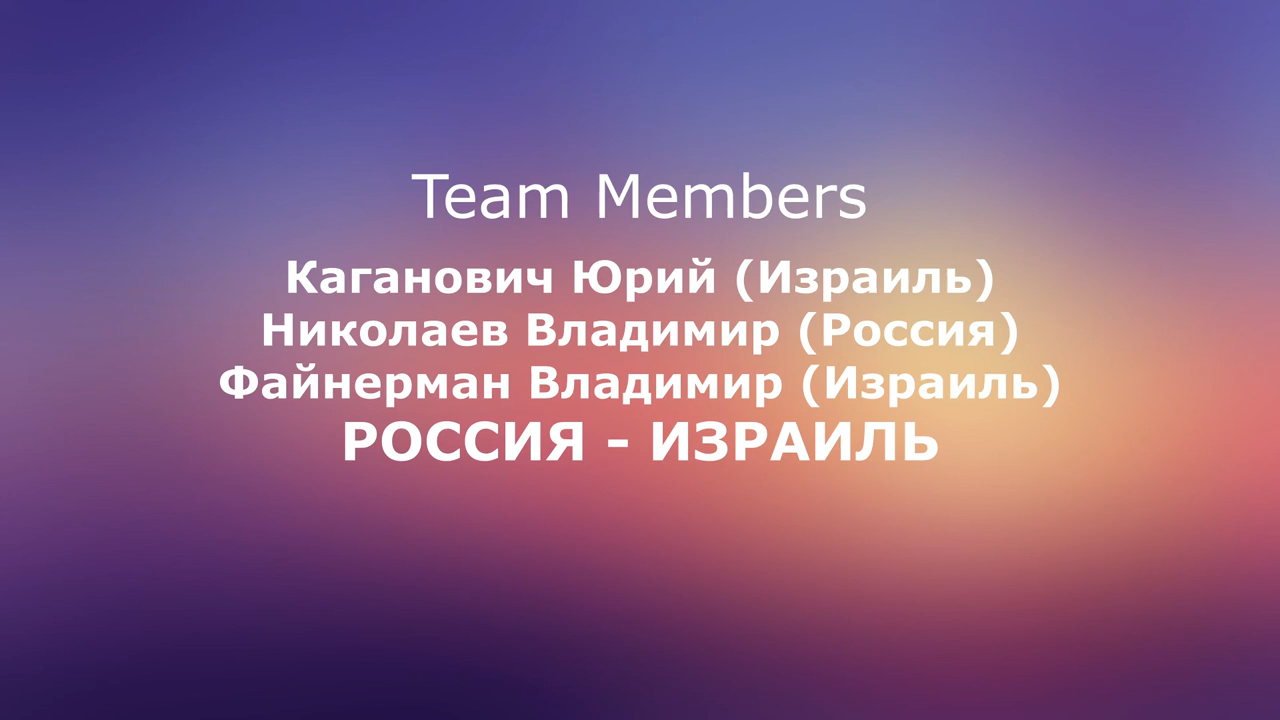 Team Members
Каганович Юрий (Израиль)
Николаев Владимир (Россия)
Файнерман Владимир (Израиль)
РОССИЯ - ИЗРАИЛЬ